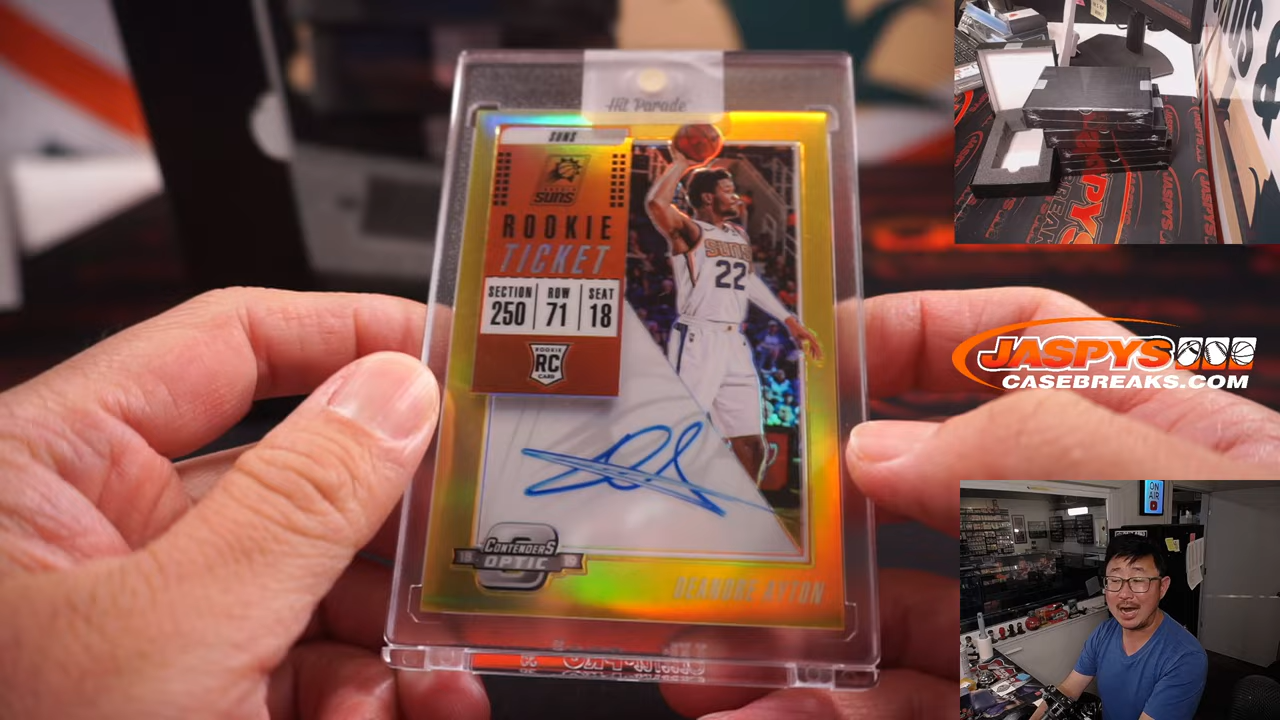 Hit Parade
SUNS
SUNS
ROOKIE
TICKET
SECTION ROW SEAT
250 71 18
ROOKIE
RC
CARD
SUNS
22
CONTENDERS
OPTIC
DEANDRE AYTON
JASPYS
CASEBREAKS.COM
ON
AIR
JASPYS